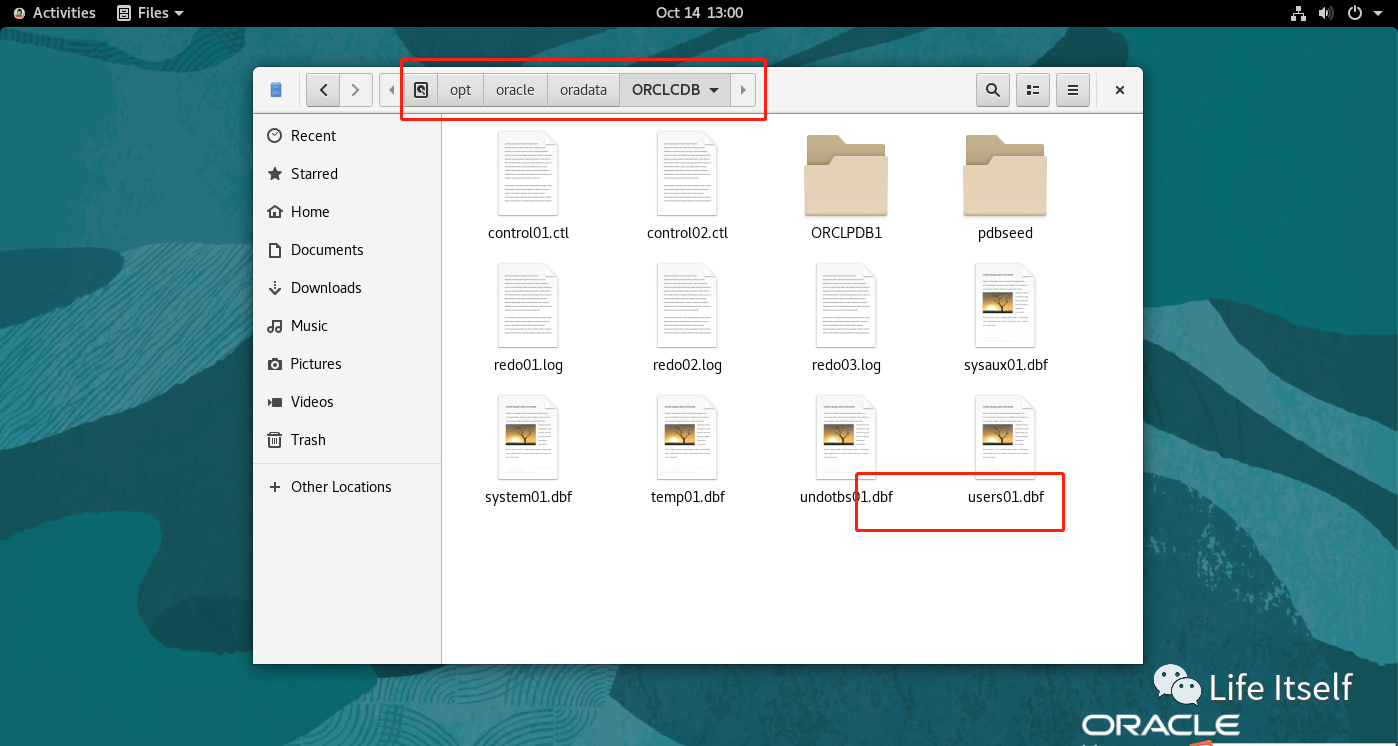 Activities Files Oct 14 13:00
opt oracle oradata ORCLCDB
Recent
Starred
Home
Documents
Downloads
Music
Pictures
Videos
Trash
Other Locations
control01.ctl control02.ctl ORCLPDB1 pdbseed
redo01.log redo02.log redo03.log sysaux01.dbf
system01.dbf temp01.dbf undotbs01.dbf users01.dbf
Life Itself
ORACLE